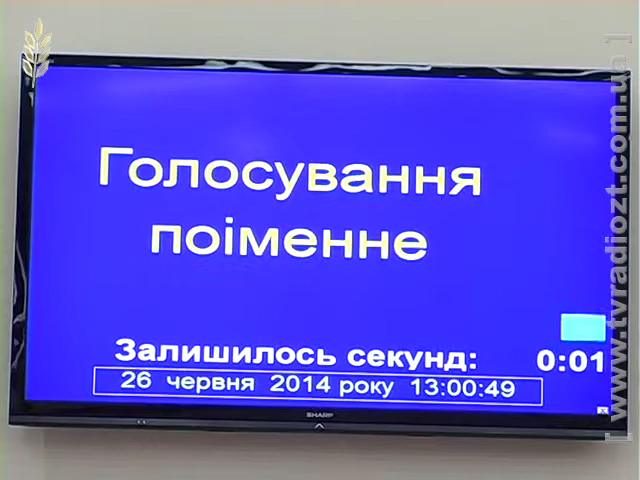 Голосування
поіменне
Залишилось секунд: 0:01
26 червня 2014 року 13:00:49
SHARP
[ www.tvradiozt.com.ua ]